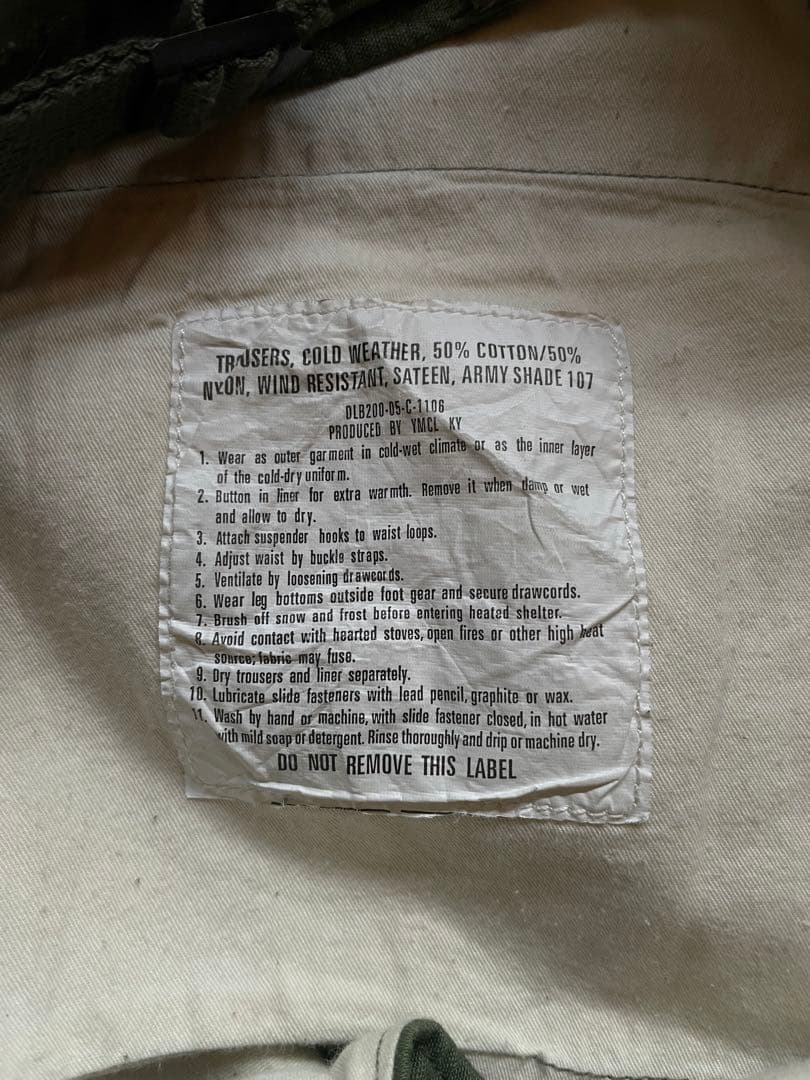 TROUSERS, COLD WEATHER, 50% COTTON/50%
NYLON, WIND RESISTANT, SATEEN, ARMY SHADE 107
DLB200-05-C-1106
PRODUCED BY YMCL KY
1. Wear as outer garment in cold-wet climate or as the inner layer
of the cold-dry uniform.
2. Button in liner for extra warmth. Remove it when damp or wet
and allow to dry.
3. Attach suspender hooks to waist loops.
4. Adjust waist by buckle straps.
5. Ventilate by loosening drawcords.
6. Wear leg bottoms outside foot gear and secure drawcords.
7. Brush off snow and frost before entering heated shelter.
8. Avoid contact with hearted stoves, open fires or other high heat
source; fabric may fuse.
9. Dry trousers and liner separately.
10. Lubricate slide fasteners with lead pencil, graphite or wax.
11. Wash by hand or machine, with slide fastener closed, in hot water
with mild soap or detergent. Rinse thoroughly and drip or machine dry.
DO NOT REMOVE THIS LABEL